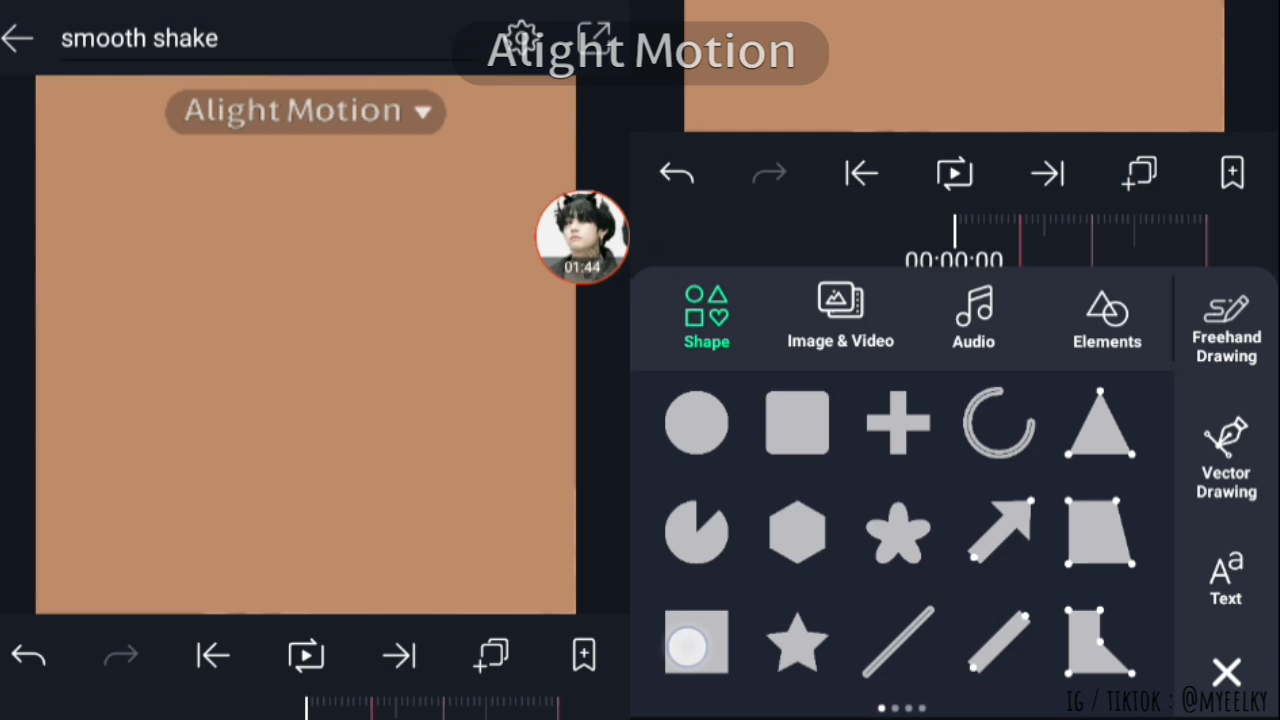 smooth shake
Alight Motion
Alight Motion
01:44
00:00:00
Shape
Image & Video
Audio
Elements
Freehand
Drawing
Vector
Drawing
Aa
Text
IG / TIKTOK : @MYEELKY